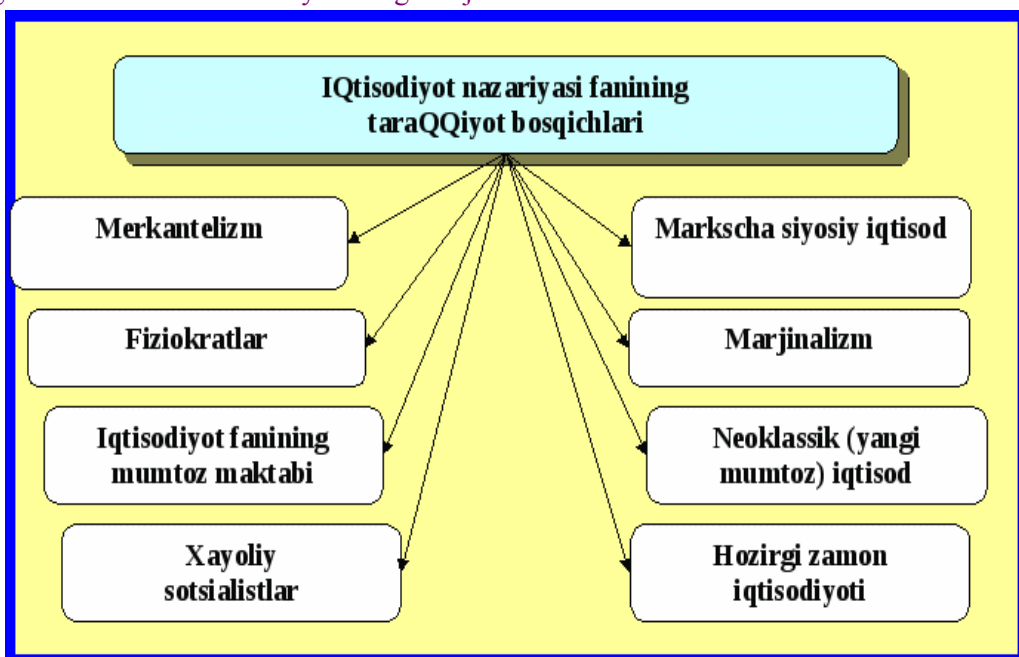 IQtisodiyot nazariyasi fanining
taraQQiyot bosqichlari
Merkantelizm
Fiziokratlar
Iqtisodiyot fanining
mumtoz maktabi
Xayoliy
sotsialistlar
Markscha siyosiy iqtisod
Marjinalizm
Neoklassik (yangi
mumtoz) iqtisod
Hozirgi zamon
iqtisodiyoti